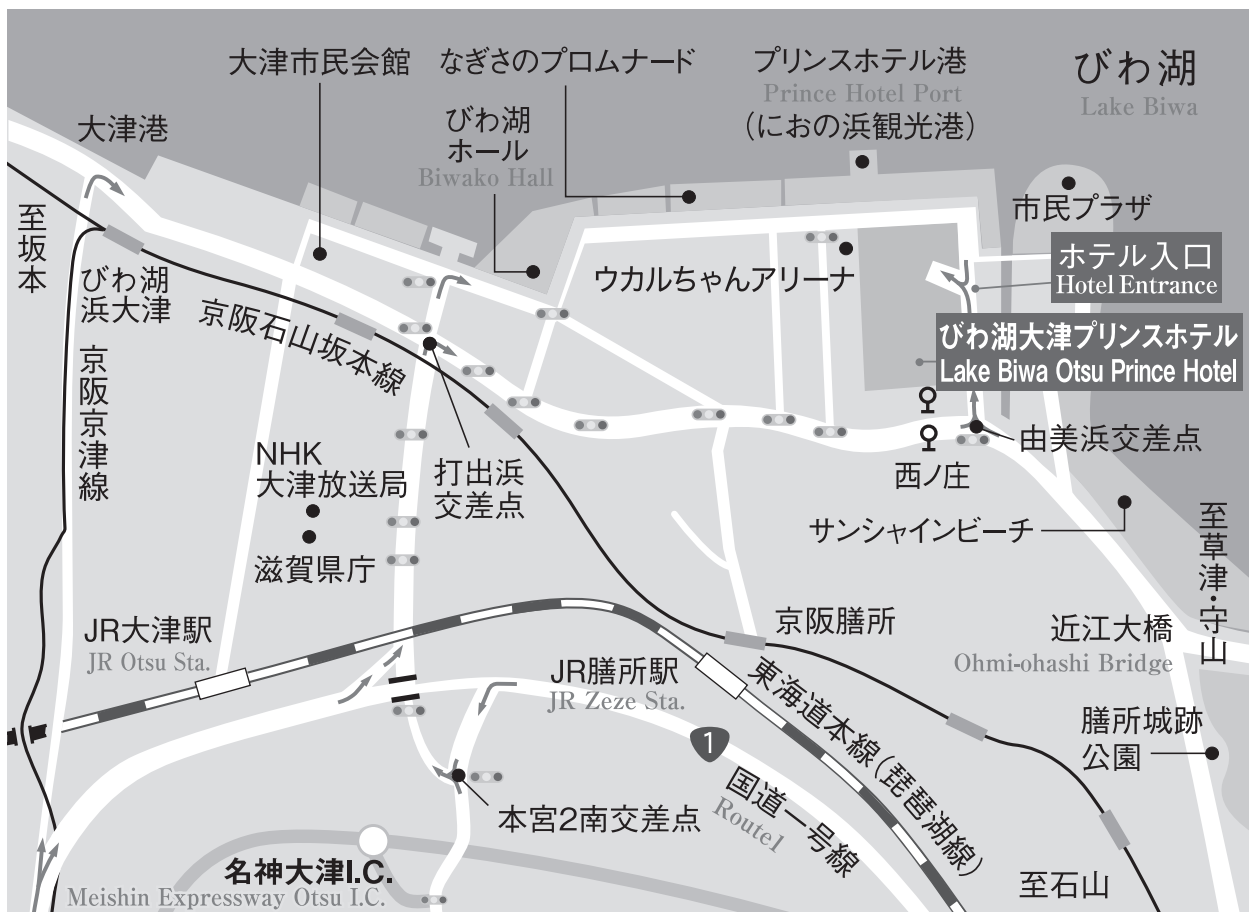 大津市民会館
なぎさのプロムナード
プリンスホテル港
Prince Hotel Port
(におの浜観光港)
びわ湖
Lake Biwa
大津港
びわ湖
ホール
Biwako Hall
至坂本
市民プラザ
びわ湖
浜大津
ウカルちゃんアリーナ
ホテル入口
Hotel Entrance
京阪石山坂本線
びわ湖大津プリンスホテル
Lake Biwa Otsu Prince Hotel
京阪京津線
由美浜交差点
NHK
大津放送局
打出浜
交差点
西ノ庄
サンシャインビーチ
至草津・守山
滋賀県庁
JR大津駅
JR Otsu Sta.
京阪膳所
近江大橋
Ohmi-ohashi Bridge
JR膳所駅
JR Zeze Sta.
東海道本線(琵琶湖線)
膳所城跡
公園
1
国道一号線
Route1
本宮2南交差点
名神大津I.C.
Meishin Expressway Otsu I.C.
至石山